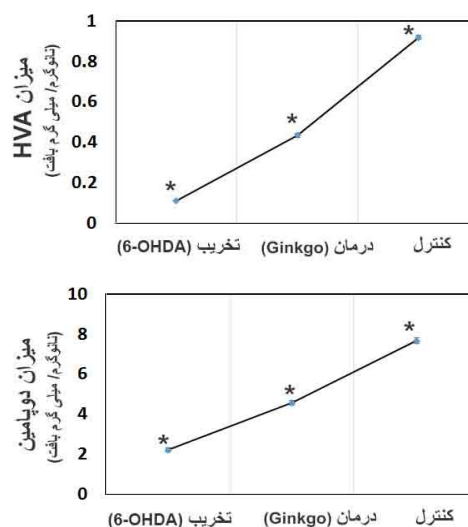 میزان HVA
(نانوگرم/ میلی گرم بافت)
1
0.8
0.6
0.4
0.2
0
*
*
*
تخریب (6-OHDA)
درمان (Ginkgo)
کنترل
میزان دوپامین
(نانوگرم/ میلی گرم بافت)
10
8
6
4
2
0
*
*
*
تخریب (6-OHDA)
درمان (Ginkgo)
کنترل